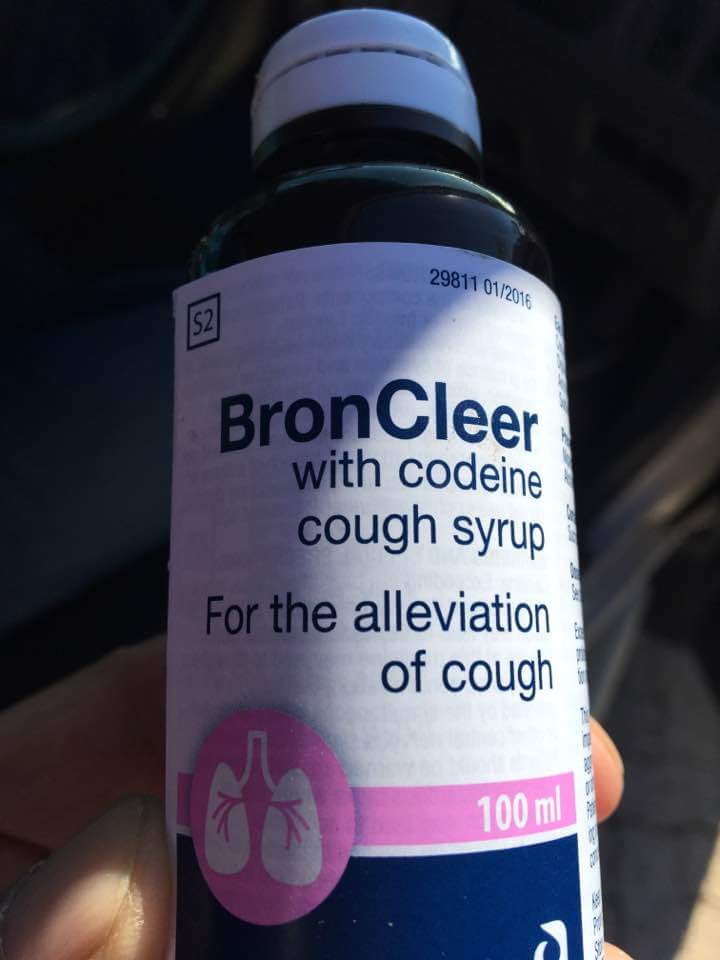 29811 01/2016
S2
BronCleer
with codeine
cough syrup
For the alleviation
of cough
100 ml